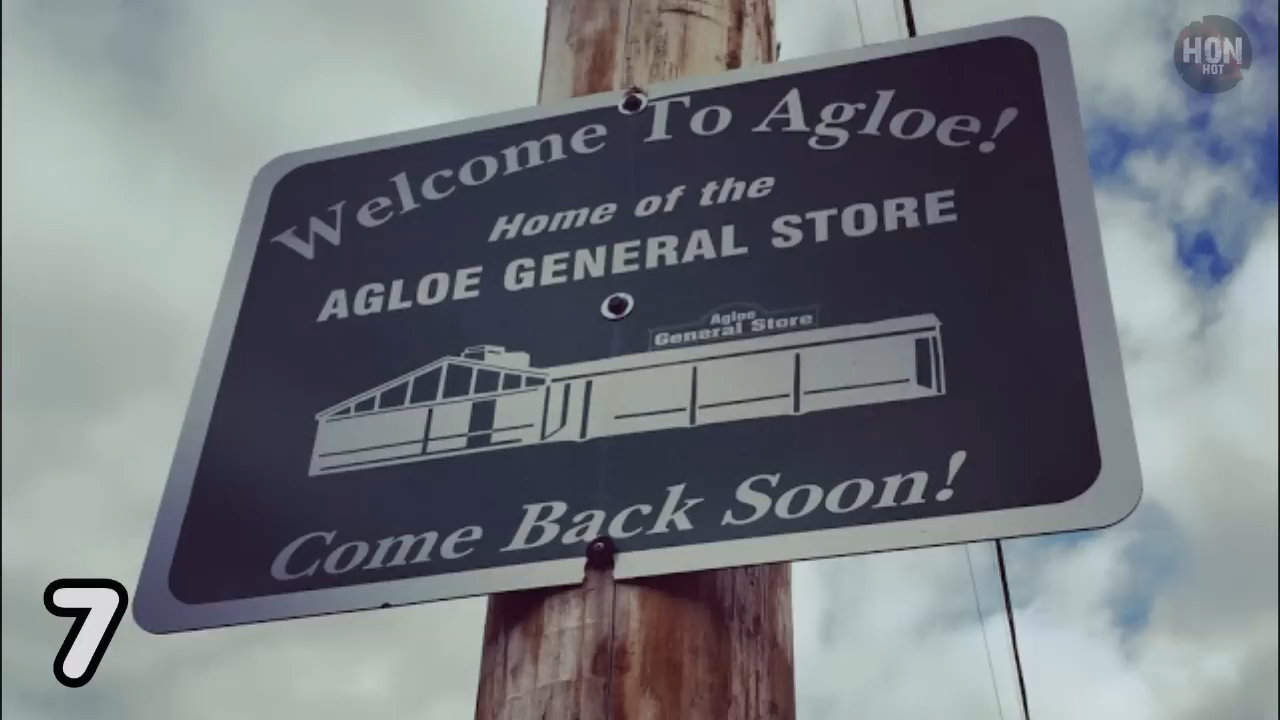 HON
HOT
Welcome To Agloe!
Home of the
AGLOE GENERAL STORE
Agloe
General Store
Come Back Soon!
7